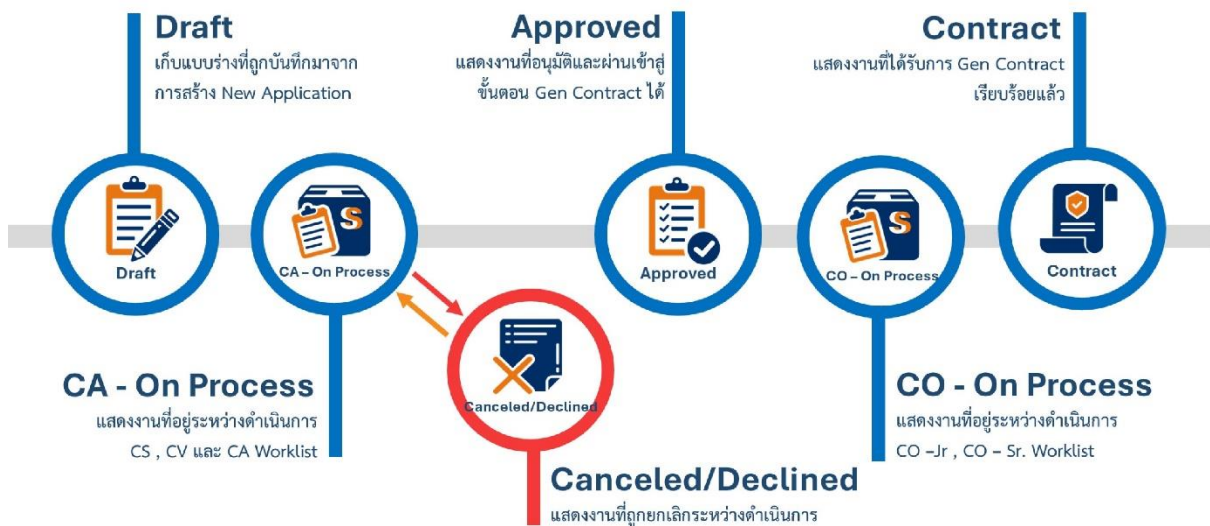 Draft
เก็บแบบร่างที่ถูกบันทึกมาจาก
การสร้าง New Application
Approved
แสดงงานที่อนุมัติและผ่านเข้าสู่
ขั้นตอน Gen Contract ได้
Contract
แสดงงานที่ได้รับการ Gen Contract
เรียบร้อยแล้ว
Draft
S
CA – On Process
Approved
S
CO – On Process
Contract
Canceled/Declined
CA - On Process
แสดงงานที่อยู่ระหว่างดำเนินการ
CS , CV และ CA Worklist
CO - On Process
แสดงงานที่อยู่ระหว่างดำเนินการ
CO –Jr , CO – Sr. Worklist
Canceled/Declined
แสดงงานที่ถูกยกเลิกระหว่างดำเนินการ